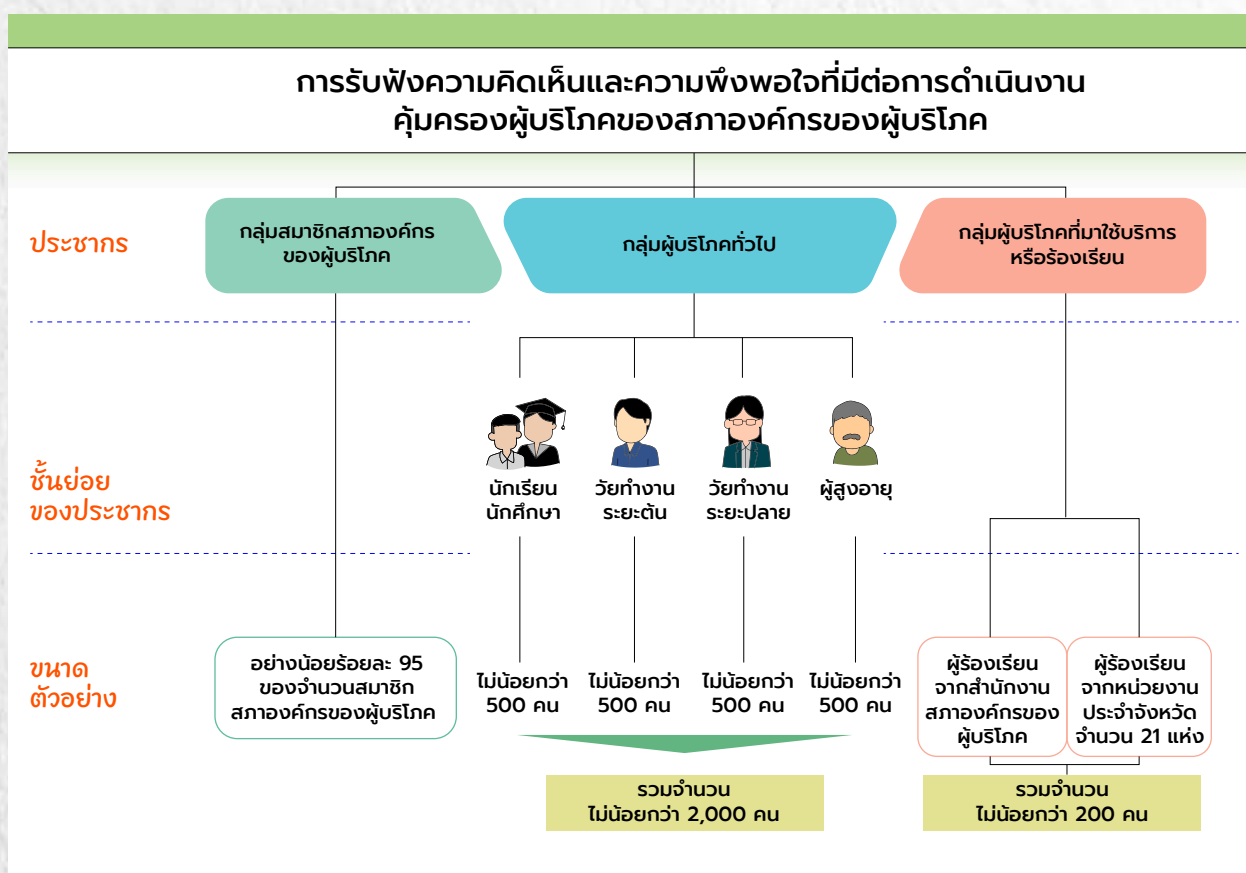 การรับฟังความคิดเห็นและความพึงพอใจที่มีต่อการดำเนินงาน
คุ้มครองผู้บริโภคของสภาองค์กรของผู้บริโภค
ประชากร
กลุ่มสมาชิกสภาองค์กร
ของผู้บริโภค
กลุ่มผู้บริโภคทั่วไป
กลุ่มผู้บริโภคที่มาใช้บริการ
หรือร้องเรียน
ชั้นย่อย
ของประชากร
นักเรียน
นักศึกษา
วัยทำงาน
ระยะต้น
วัยทำงาน
ระยะปลาย
ผู้สูงอายุ
ขนาด
ตัวอย่าง
อย่างน้อยร้อยละ 95
ของจำนวนสมาชิก
สภาองค์กรของผู้บริโภค
ไม่น้อยกว่า
500 คน
ไม่น้อยกว่า
500 คน
ไม่น้อยกว่า
500 คน
ไม่น้อยกว่า
500 คน
ผู้ร้องเรียน
จากสำนักงาน
สภาองค์กรของ
ผู้บริโภค
ผู้ร้องเรียน
จากหน่วยงาน
ประจำจังหวัด
จำนวน 21 แห่ง
รวมจำนวน
ไม่น้อยกว่า 2,000 คน
รวมจำนวน
ไม่น้อยกว่า 200 คน